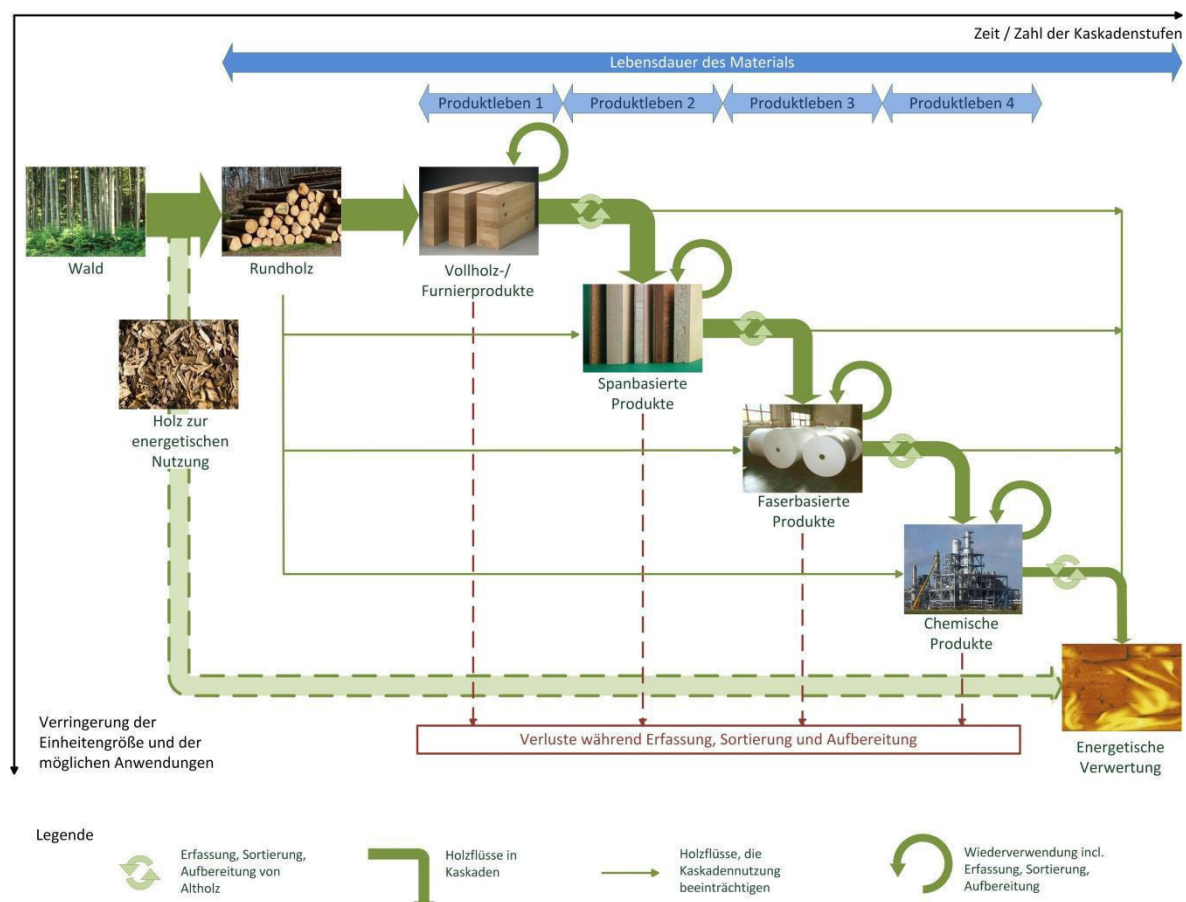 Zeit / Zahl der Kaskadenstufen
Lebensdauer des Materials
Produktleben 1
Produktleben 2
Produktleben 3
Produktleben 4
Wald
Rundholz
Vollholz-/
Furnierprodukte
Holz zur
energetischen
Nutzung
Spanbasierte
Produkte
Faserbasierte
Produkte
Chemische
Produkte
Verringerung der
Einheitengröße und der
möglichen Anwendungen
Verluste während Erfassung, Sortierung und Aufbereitung
Energetische
Verwertung
Legende
Erfassung, Sortierung,
Aufbereitung von
Altholz
Holzflüsse in
Kaskaden
Holzflüsse, die
Kaskadennutzung
beeinträchtigen
Wiederverwendung incl.
Erfassung, Sortierung,
Aufbereitung